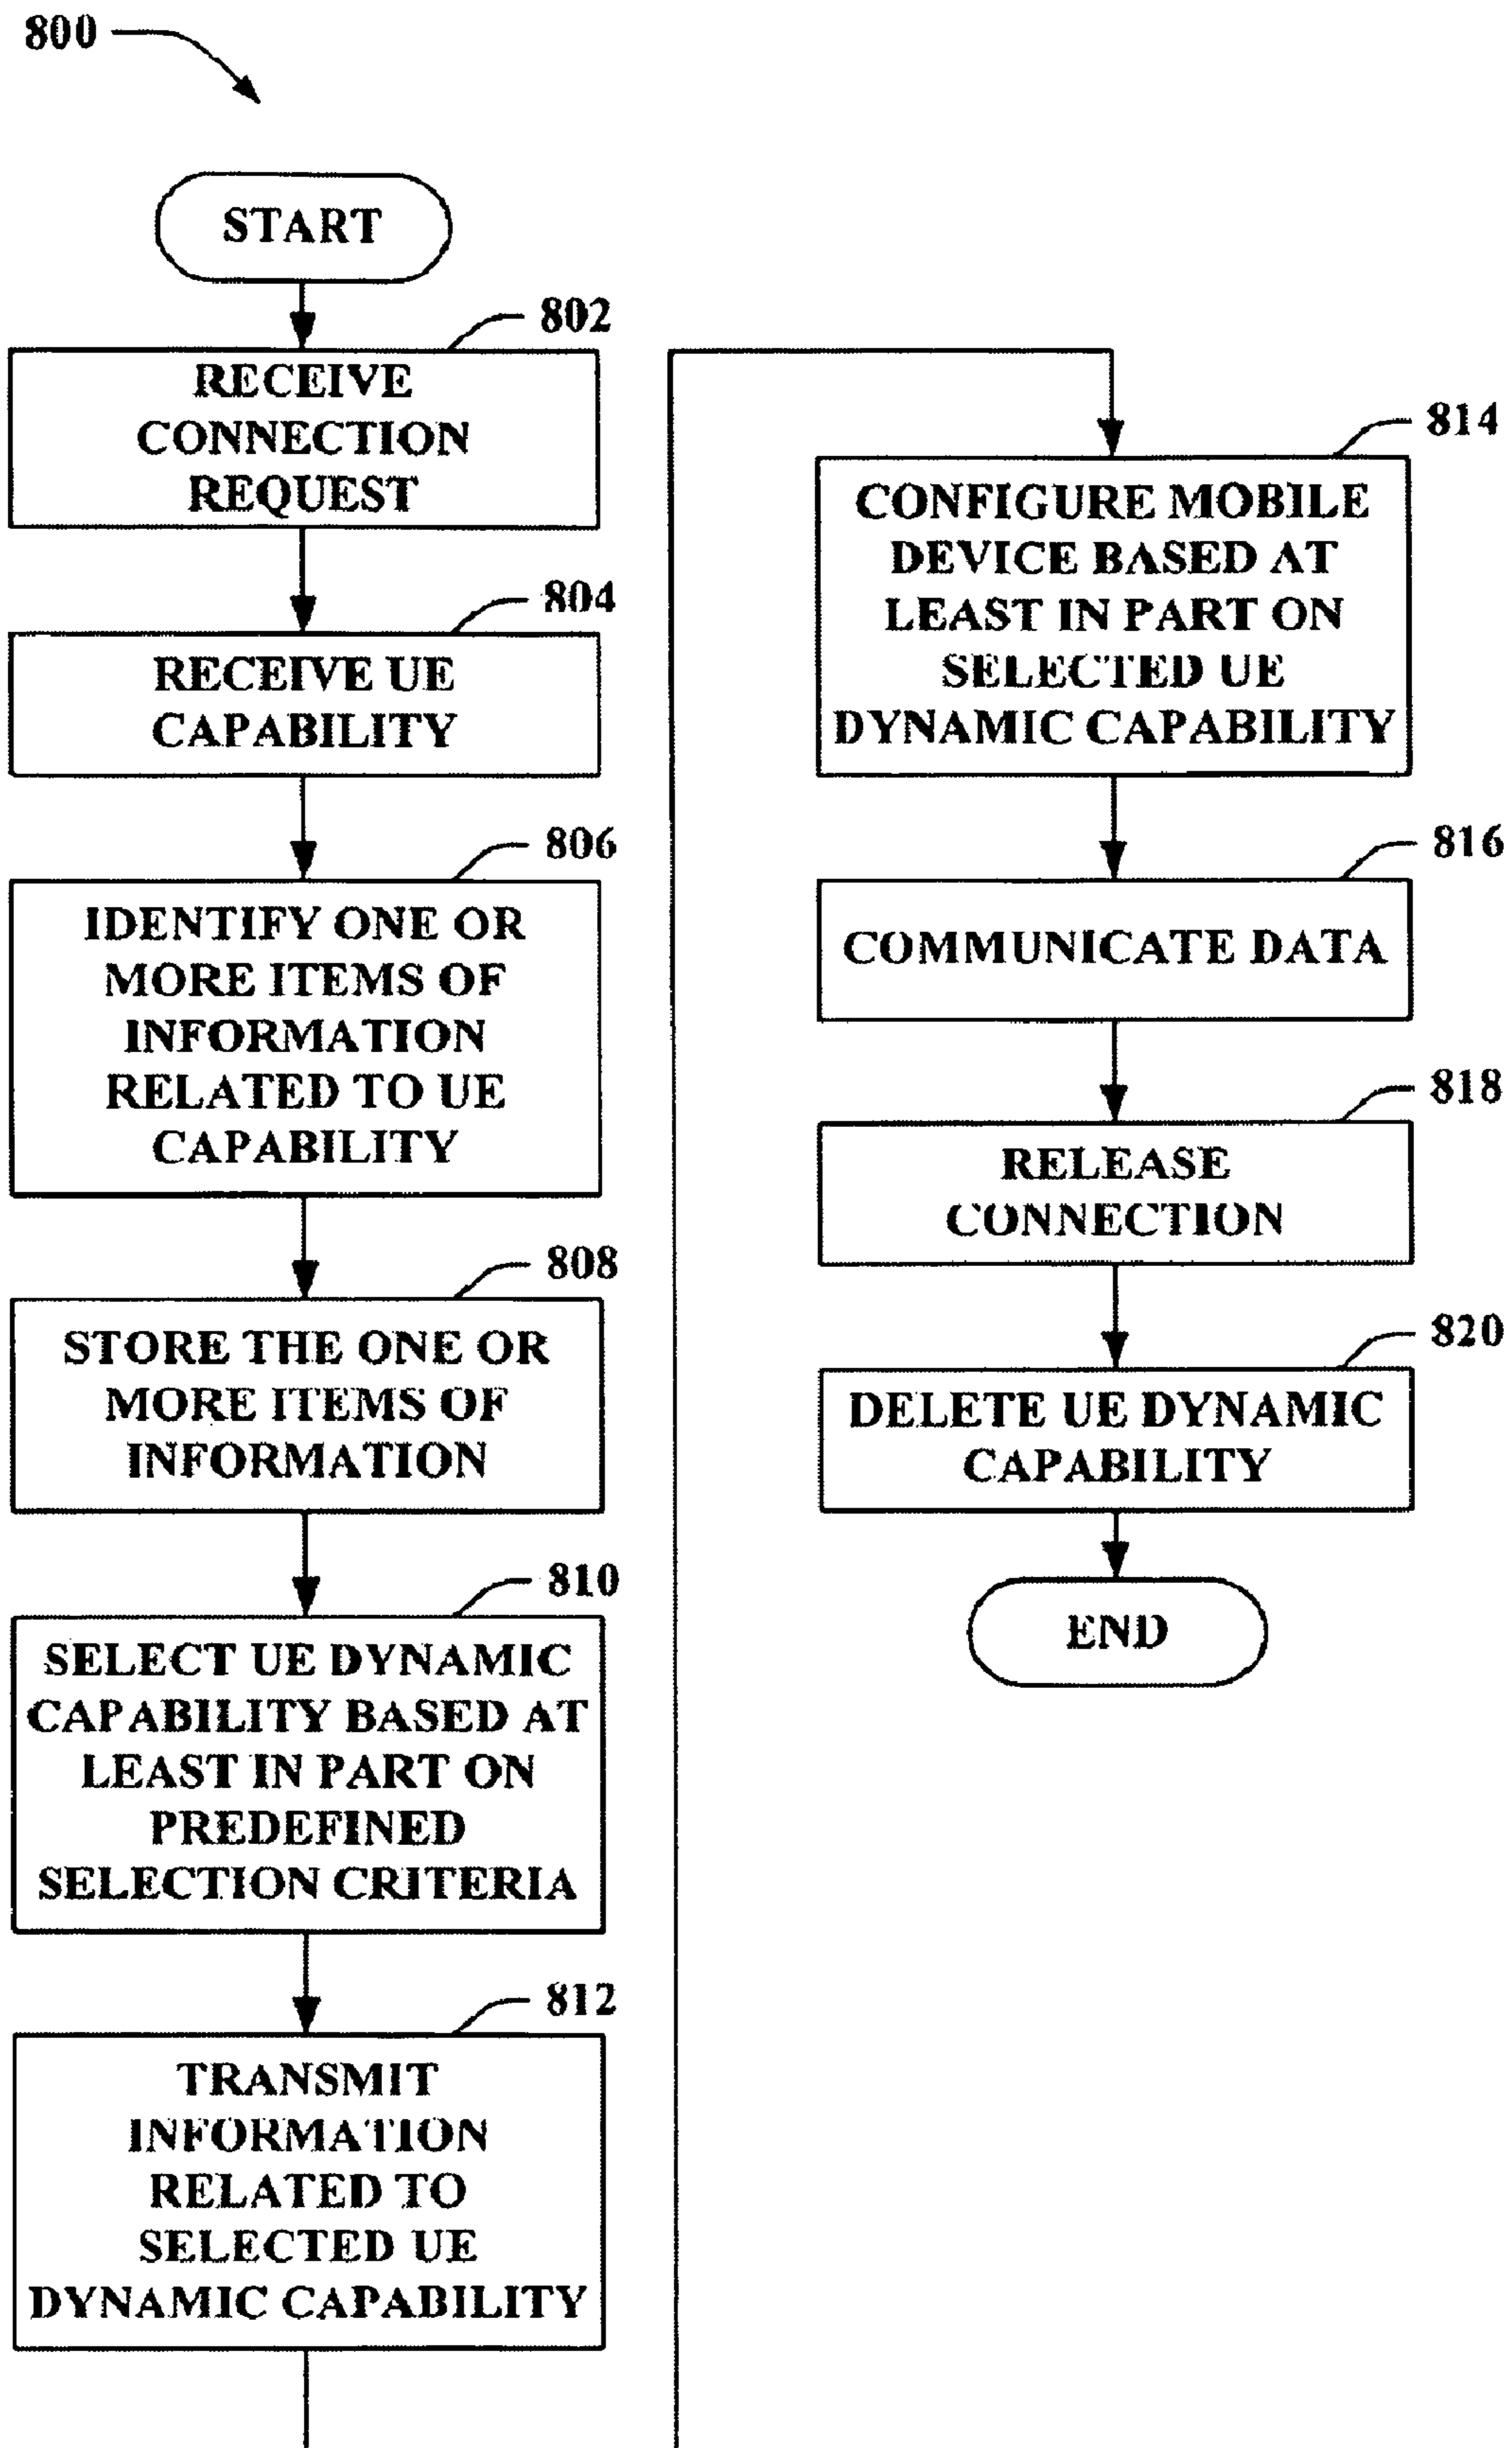 800
START
802
RECEIVE
CONNECTION
REQUEST
804
RECEIVE UE
CAPABILITY
806
IDENTIFY ONE OR
MORE ITEMS OF
INFORMATION
RELATED TO UE
CAPABILITY
808
STORE THE ONE OR
MORE ITEMS OF
INFORMATION
810
SELECT UE DYNAMIC
CAPABILITY BASED AT
LEAST IN PART ON
PREDEFINED
SELECTION CRITERIA
812
TRANSMIT
INFORMATION
RELATED TO
SELECTED UE
DYNAMIC CAPABILITY
814
CONFIGURE MOBILE
DEVICE BASED AT
LEAST IN PART ON
SELECTED UE
DYNAMIC CAPABILITY
816
COMMUNICATE DATA
818
RELEASE
CONNECTION
820
DELETE UE DYNAMIC
CAPABILITY
END